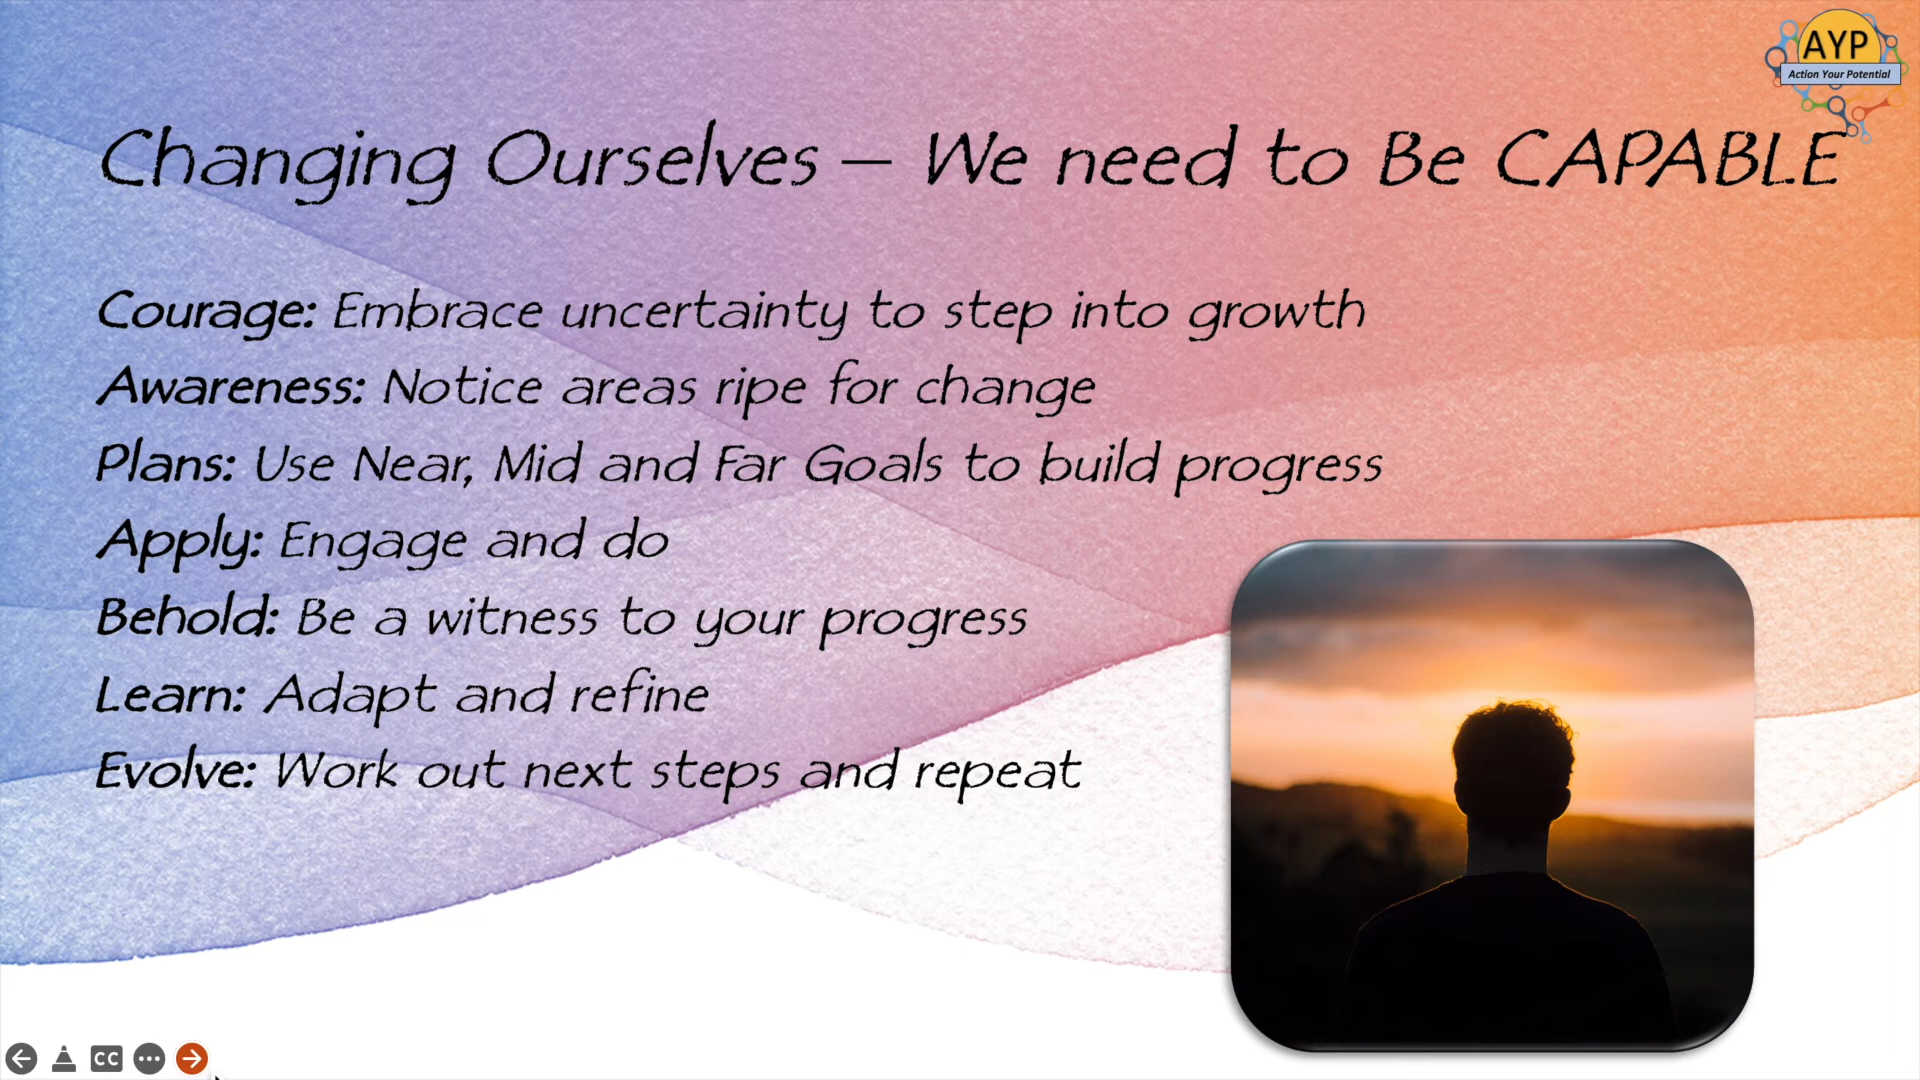 AYP
Action Your Potential
Changing Ourselves – We need to Be CAPABLE
Courage: Embrace uncertainty to step into growth
Awareness: Notice areas ripe for change
Plans: Use Near, Mid and Far Goals to build progress
Apply: Engage and do
Behold: Be a witness to your progress
Learn: Adapt and refine
Evolve: Work out next steps and repeat
CC